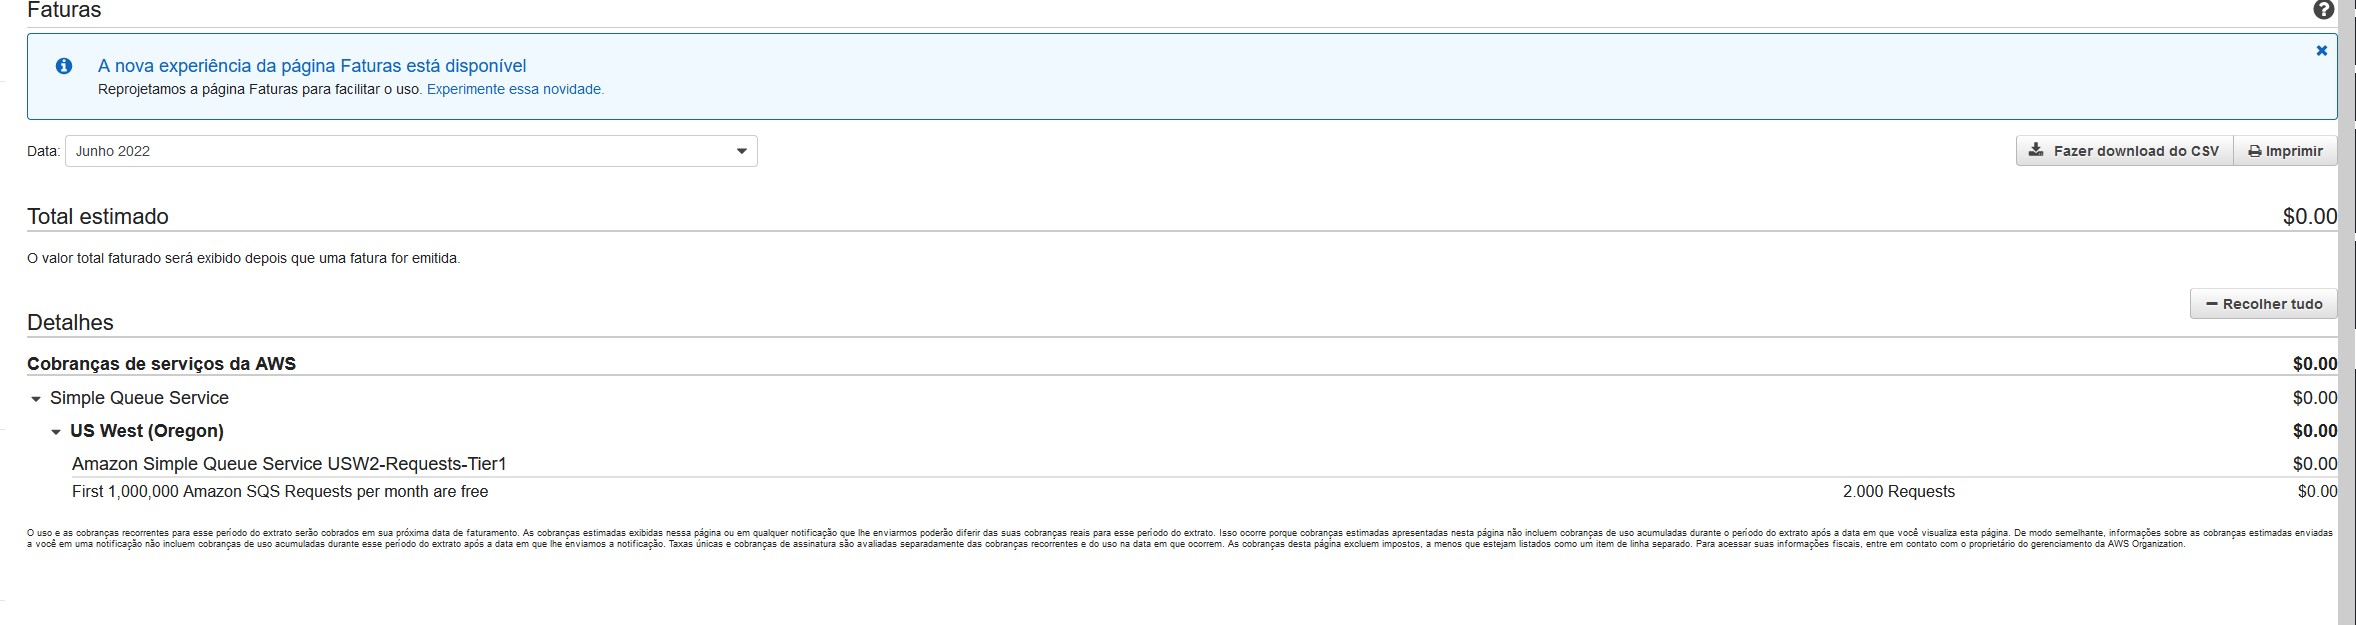 Faturas
A nova experiência da página Faturas está disponível
Reprojetamos a página Faturas para facilitar o uso. Experimente essa novidade.
Data: Junho 2022 Fazer download do CSV Imprimir
Total estimado $0.00
O valor total faturado será exibido depois que uma fatura for emitida.
Recolher tudo
Detalhes
Cobranças de serviços da AWS $0.00
Simple Queue Service $0.00
US West (Oregon) $0.00
Amazon Simple Queue Service USW2-Requests-Tier1 $0.00
First 1,000,000 Amazon SQS Requests per month are free 2.000 Requests $0.00
O uso e as cobranças recorrentes para esse período do extrato serão cobrados em sua próxima data de faturamento. As cobranças estimadas exibidas nessa página ou em qualquer notificação que lhe enviarmos poderão diferir das suas cobranças reais para esse período do extrato. Isso ocorre porque cobranças estimadas apresentadas nesta página não incluem cobranças de uso acumuladas durante o período do extrato após a data em que você visualiza esta página. De modo semelhante, informações sobre as cobranças estimadas enviadas
a você em uma notificação não incluem cobranças de uso acumuladas durante esse período do extrato após a data em que lhe enviamos a notificação. Taxas únicas e cobranças de assinatura são avaliadas separadamente das cobranças recorrentes e do uso na data em que ocorrem. As cobranças desta página excluem impostos, a menos que estejam listados como um item de linha separado. Para acessar suas informações fiscais, entre em contato com o proprietário do gerenciamento da AWS Organization.